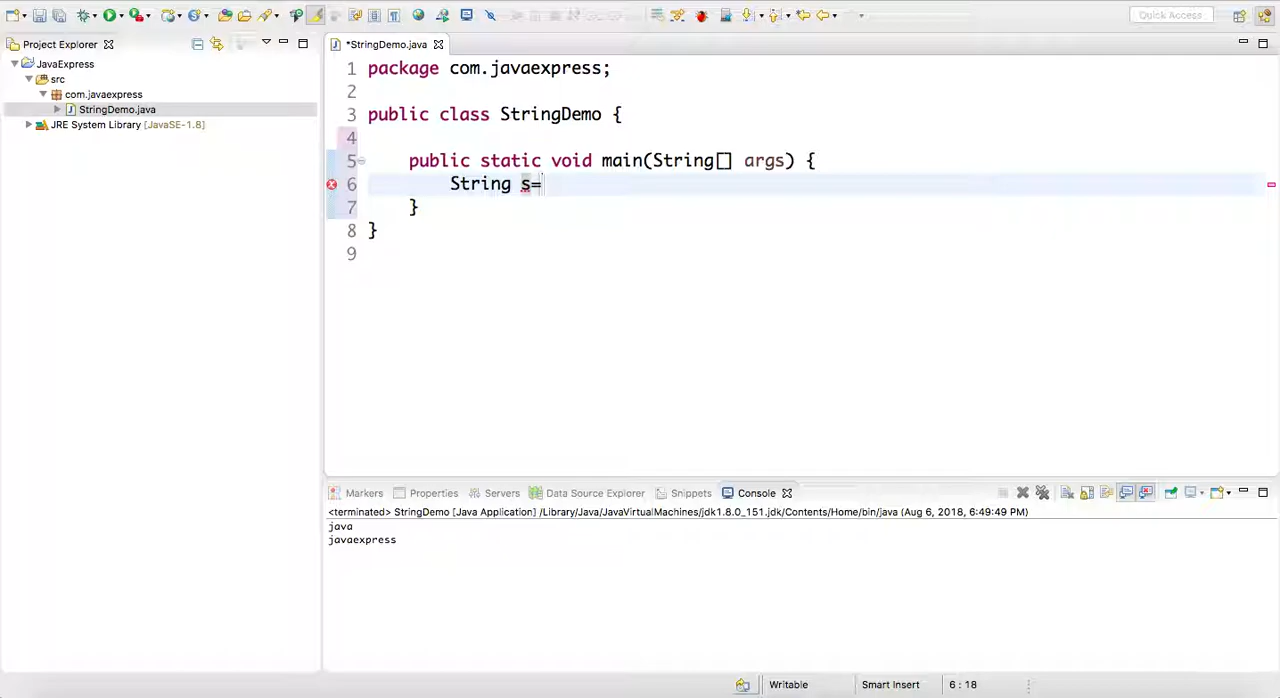 Quick Access
Project Explorer
JavaExpress
src
com.javaexpress
StringDemo.java
JRE System Library [JavaSE-1.8]
*StringDemo.java
1 package com.javaexpress;
2
3 public class StringDemo {
4
5 public static void main(String[] args) {
6 String s=
7 }
8 }
9
Markers Properties Servers Data Source Explorer Snippets Console
<terminated> StringDemo [Java Application] /Library/Java/JavaVirtualMachines/jdk1.8.0_151.jdk/Contents/Home/bin/java (Aug 6, 2018, 6:49:49 PM)
java
javaexpress
Writable Smart Insert 6 : 18